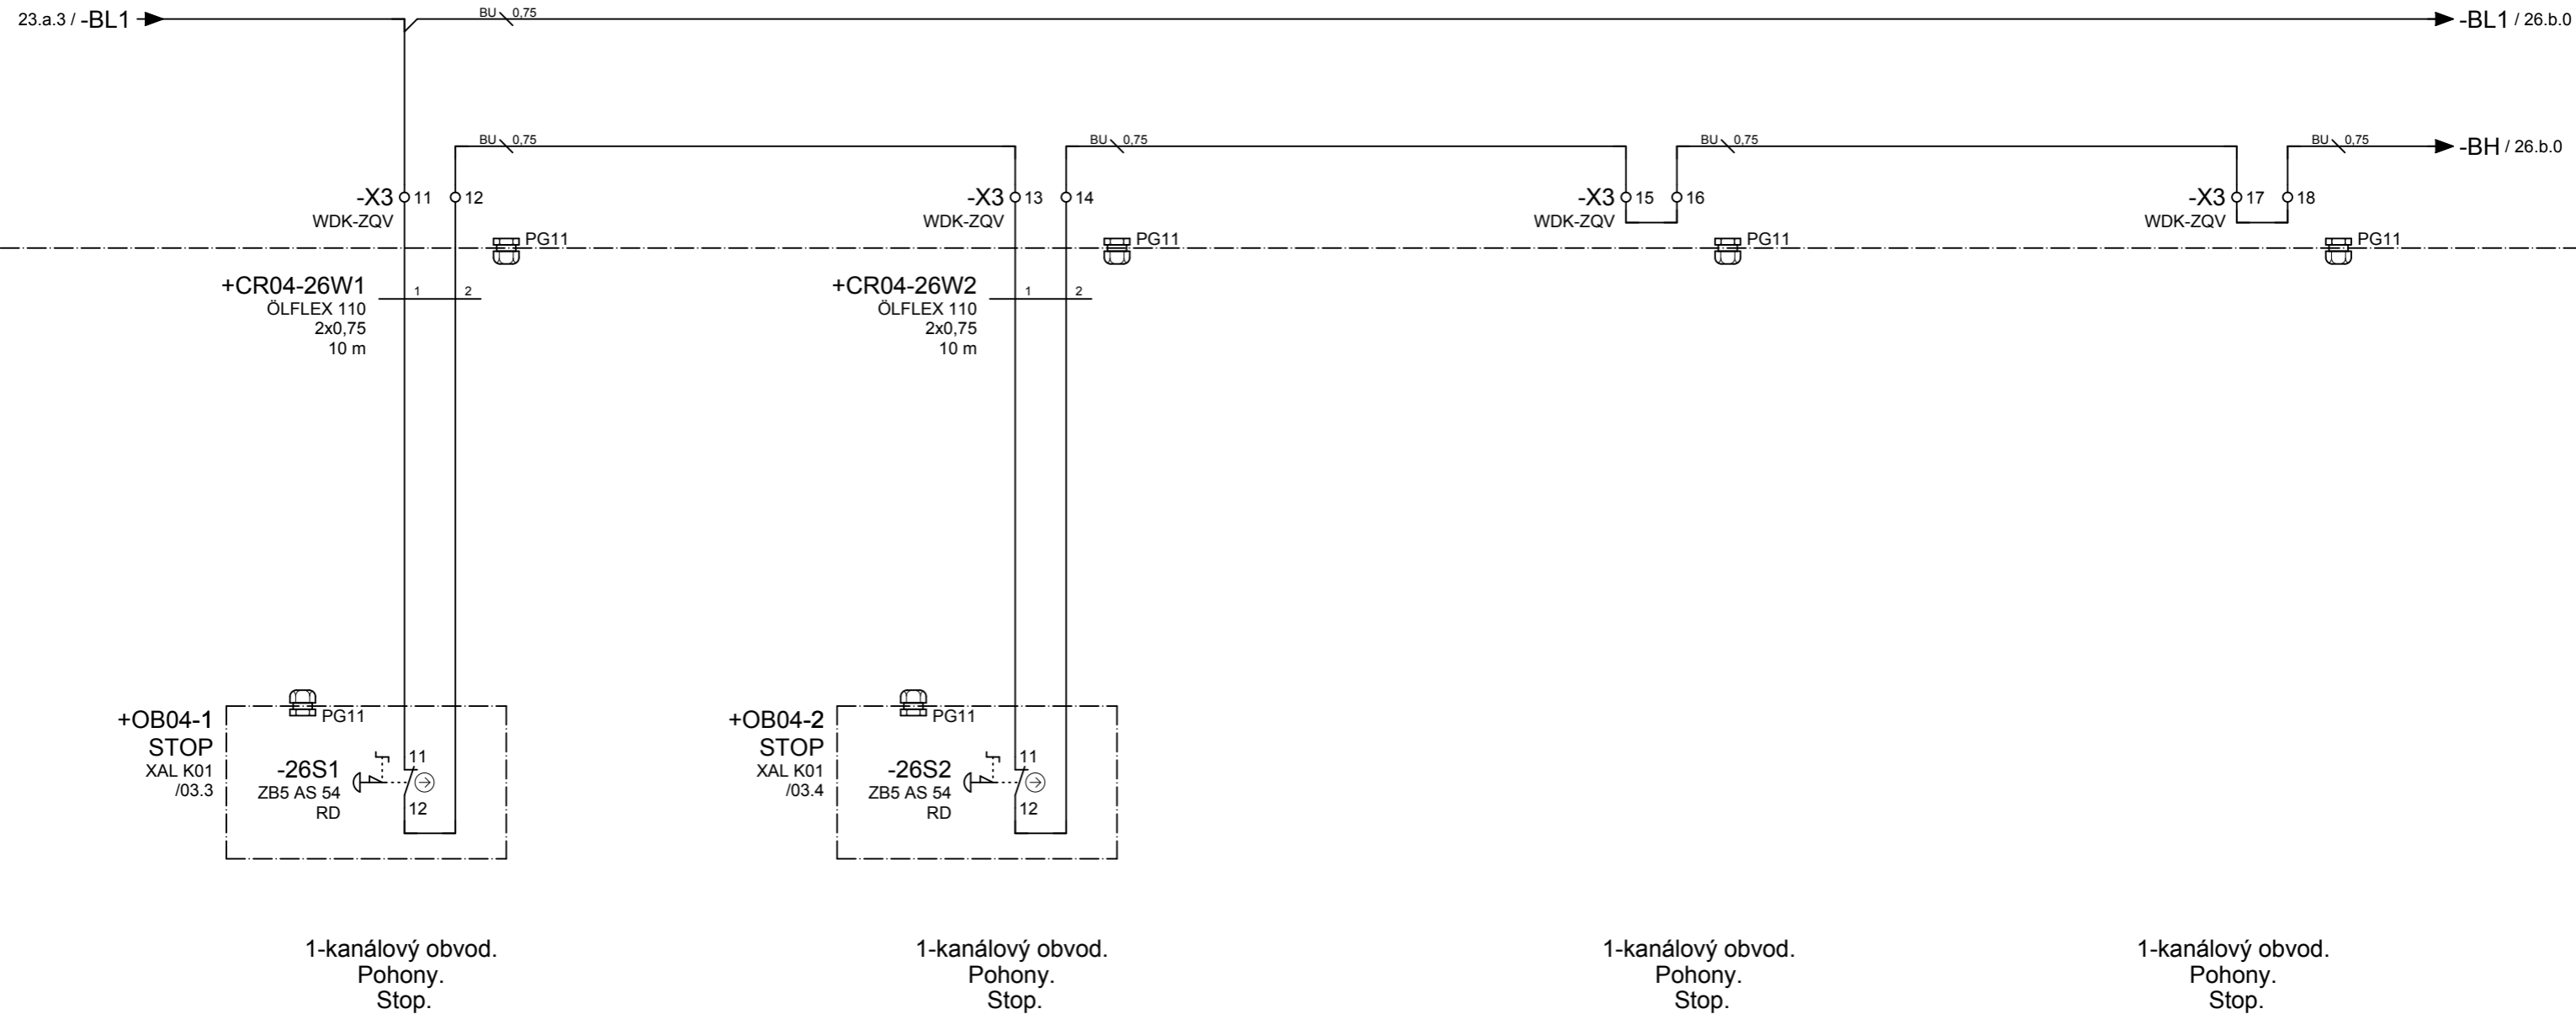 23.a.3 / -BL1
BU 0,75
-BL1 / 26.b.0
BU 0,75
BU 0,75
BU 0,75
BU 0,75
-BH / 26.b.0
-X3 11 12
WDK-ZQV
-X3 13 14
WDK-ZQV
-X3 15 16
WDK-ZQV
-X3 17 18
WDK-ZQV
PG11
PG11
PG11
PG11
+CR04-26W1
ÖLFLEX 110
2x0,75
10 m
1 2
+CR04-26W2
ÖLFLEX 110
2x0,75
10 m
1 2
+OB04-1
STOP
XAL K01
/03.3
PG11
-26S1
ZB5 AS 54
RD
11
12
+OB04-2
STOP
XAL K01
/03.4
PG11
-26S2
ZB5 AS 54
RD
11
12
1-kanálový obvod.
Pohony.
Stop.
1-kanálový obvod.
Pohony.
Stop.
1-kanálový obvod.
Pohony.
Stop.
1-kanálový obvod.
Pohony.
Stop.